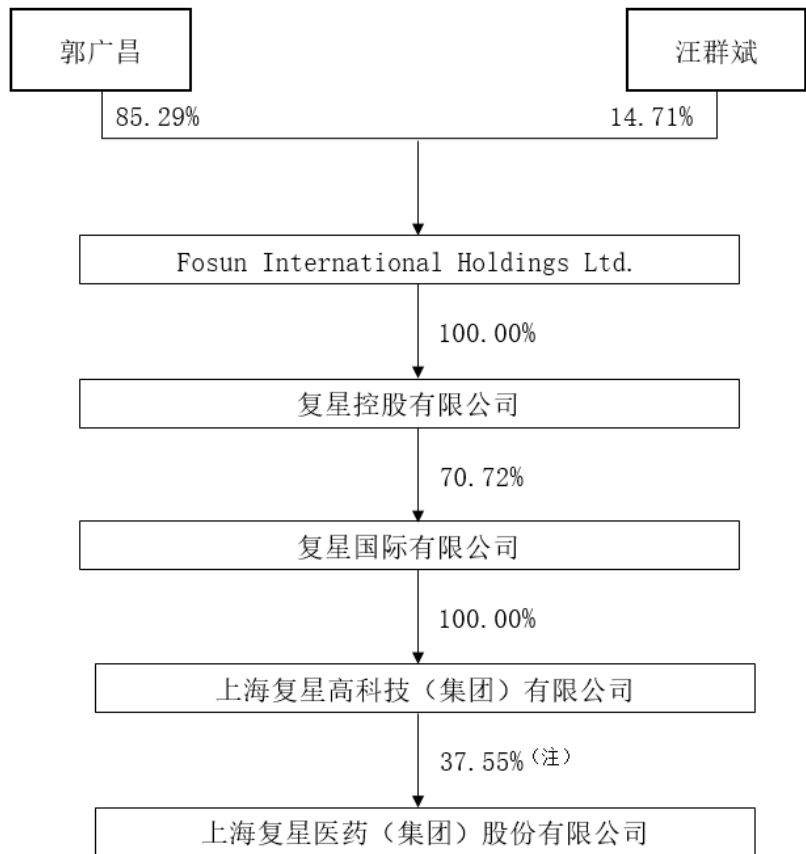 郭广昌
汪群斌
85.29%
14.71%
Fosun International Holdings Ltd.
100.00%
复星控股有限公司
70.72%
复星国际有限公司
100.00%
上海复星高科技（集团）有限公司
37.55%（注）
上海复星医药（集团）股份有限公司